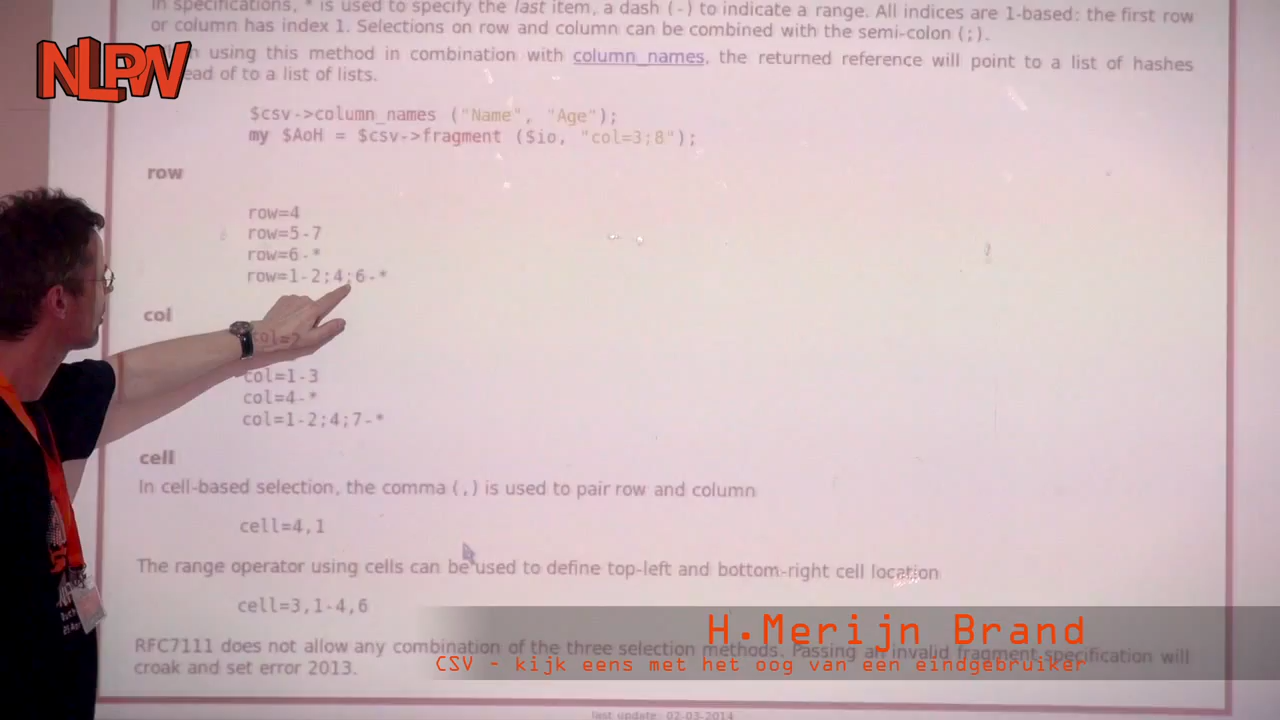 In specifications, * is used to specify the last item, a dash (-) to indicate a range. All indices are 1-based: the first row
or column has index 1. Selections on row and column can be combined with the semi-colon (;).
using this method in combination with column_names, the returned reference will point to a list of hashes
ead of to a list of lists.
NLPW
$csv->column_names ("Name", "Age");
my $AoH = $csv->fragment ($io, "col=3;8");
row
row=4
row=5-7
row=6-*
row=1-2;4;6-*
col
col=2
col=1-3
col=4-*
col=1-2;4;7-*
cell
In cell-based selection, the comma (,) is used to pair row and column
cell=4,1
The range operator using cells can be used to define top-left and bottom-right cell location
cell=3,1-4,6
H.Merijn Brand
RFC7111 does not allow any combination of the three selection methods. Passing an invalid fragment specification will
croak and set error 2013.
CSV - kijk eens met het oog van een eindgebruiker
last update: 02-03-2014